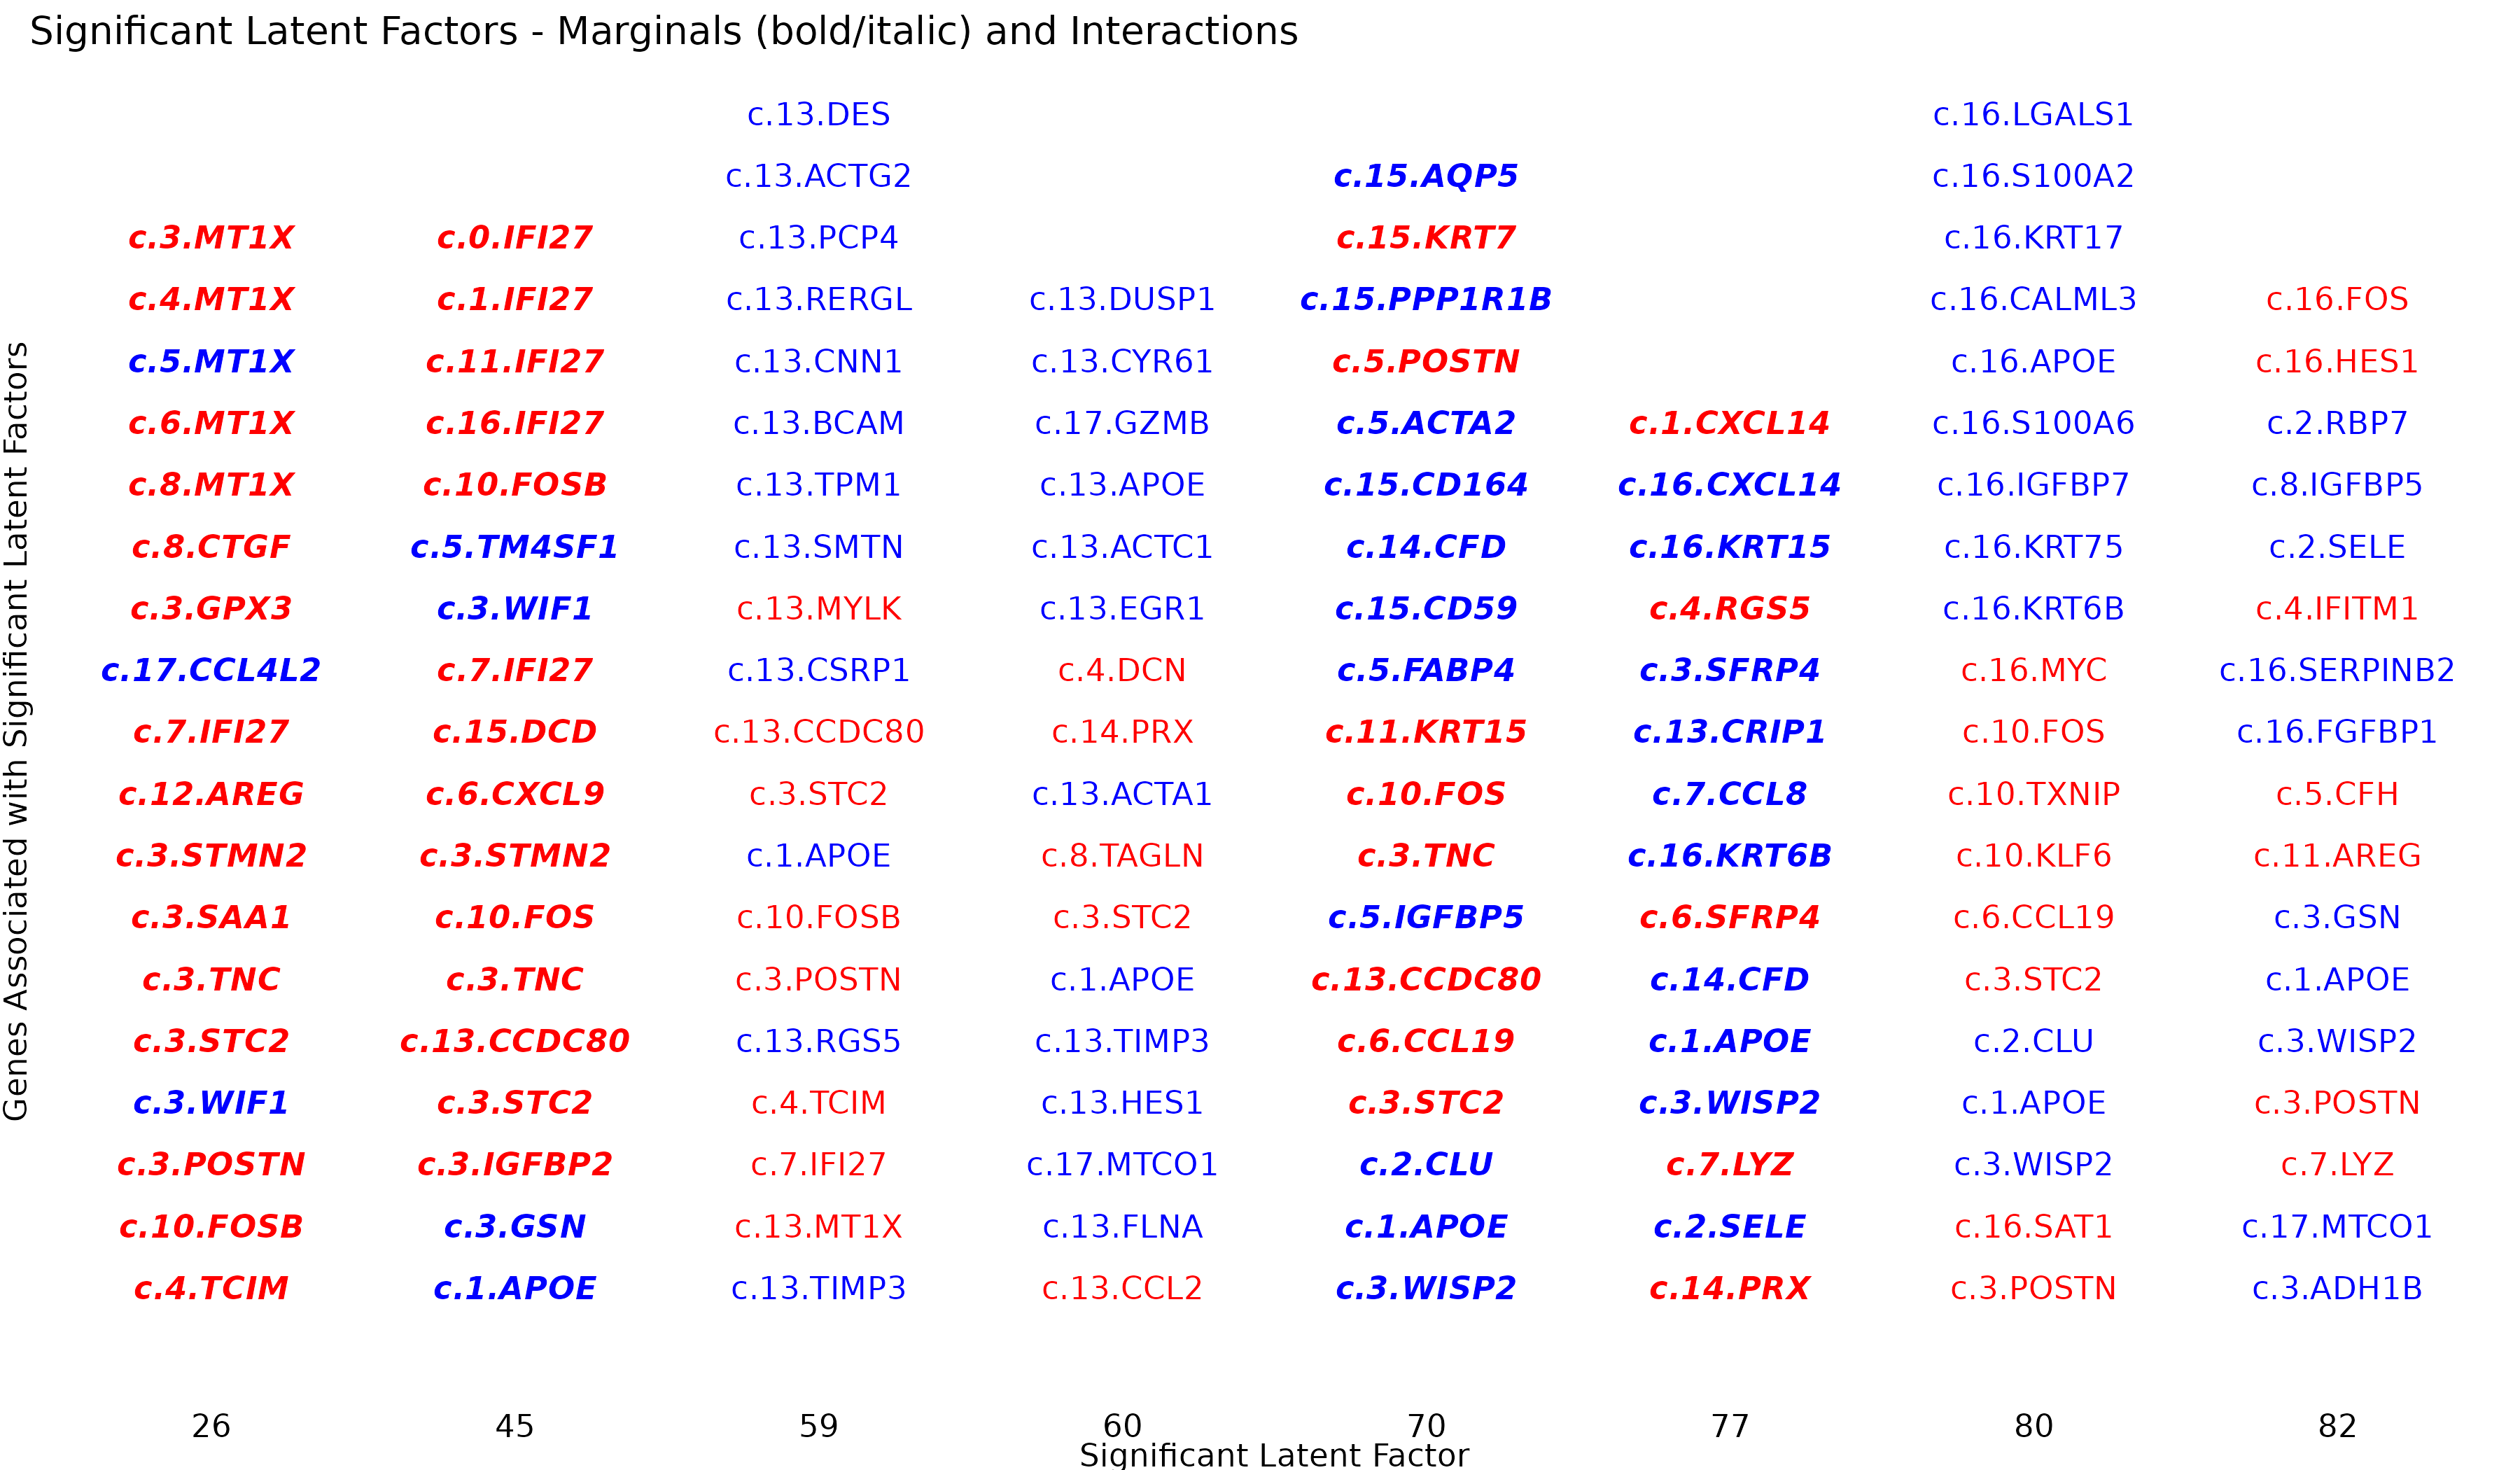 Significant Latent Factors - Marginals (bold/italic) and Interactions
c.13.DES c.16.LGALS1
c.13.ACTG2 c.15.AQP5 c.16.S100A2
c.3.MT1X c.0.IFI27 c.13.PCP4 c.15.KRT7 c.16.KRT17
c.4.MT1X c.1.IFI27 c.13.RERGL c.13.DUSP1 c.15.PPP1R1B c.16.CALML3 c.16.FOS
c.5.MT1X c.11.IFI27 c.13.CNN1 c.13.CYR61 c.5.POSTN c.16.APOE c.16.HES1
c.6.MT1X c.16.IFI27 c.13.BCAM c.17.GZMB c.5.ACTA2 c.1.CXCL14 c.16.S100A6 c.2.RBP7
c.8.MT1X c.10.FOSB c.13.TPM1 c.13.APOE c.15.CD164 c.16.CXCL14 c.16.IGFBP7 c.8.IGFBP5
c.8.CTGF c.5.TM4SF1 c.13.SMTN c.13.ACTC1 c.14.CFD c.16.KRT15 c.16.KRT75 c.2.SELE
c.3.GPX3 c.3.WIF1 c.13.MYLK c.13.EGR1 c.15.CD59 c.4.RGS5 c.16.KRT6B c.4.IFITM1
c.17.CCL4L2 c.7.IFI27 c.13.CSRP1 c.4.DCN c.5.FABP4 c.3.SFRP4 c.16.MYC c.16.SERPINB2
c.7.IFI27 c.15.DCD c.13.CCDC80 c.14.PRX c.11.KRT15 c.13.CRIP1 c.10.FOS c.16.FGFBP1
c.12.AREG c.6.CXCL9 c.3.STC2 c.13.ACTA1 c.10.FOS c.7.CCL8 c.10.TXNIP c.5.CFH
c.3.STMN2 c.3.STMN2 c.1.APOE c.8.TAGLN c.3.TNC c.16.KRT6B c.10.KLF6 c.11.AREG
c.3.SAA1 c.10.FOS c.10.FOSB c.3.STC2 c.5.IGFBP5 c.6.SFRP4 c.6.CCL19 c.3.GSN
c.3.TNC c.3.TNC c.3.POSTN c.1.APOE c.13.CCDC80 c.14.CFD c.3.STC2 c.1.APOE
c.3.STC2 c.13.CCDC80 c.13.RGS5 c.13.TIMP3 c.6.CCL19 c.1.APOE c.2.CLU c.3.WISP2
c.3.WIF1 c.3.STC2 c.4.TCIM c.13.HES1 c.3.STC2 c.3.WISP2 c.1.APOE c.3.POSTN
c.3.POSTN c.3.IGFBP2 c.7.IFI27 c.17.MTCO1 c.2.CLU c.7.LYZ c.3.WISP2 c.7.LYZ
c.10.FOSB c.3.GSN c.13.MT1X c.13.FLNA c.1.APOE c.2.SELE c.16.SAT1 c.17.MTCO1
c.4.TCIM c.1.APOE c.13.TIMP3 c.13.CCL2 c.3.WISP2 c.14.PRX c.3.POSTN c.3.ADH1B
Genes Associated with Significant Latent Factors
26 45 59 60 70 77 80 82
Significant Latent Factor